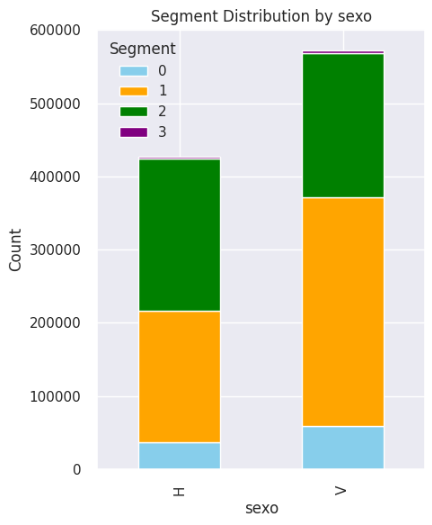 Segment Distribution by sexo
600000
500000
400000
300000
200000
100000
0
Count
Segment
0
1
2
3
H
V
sexo